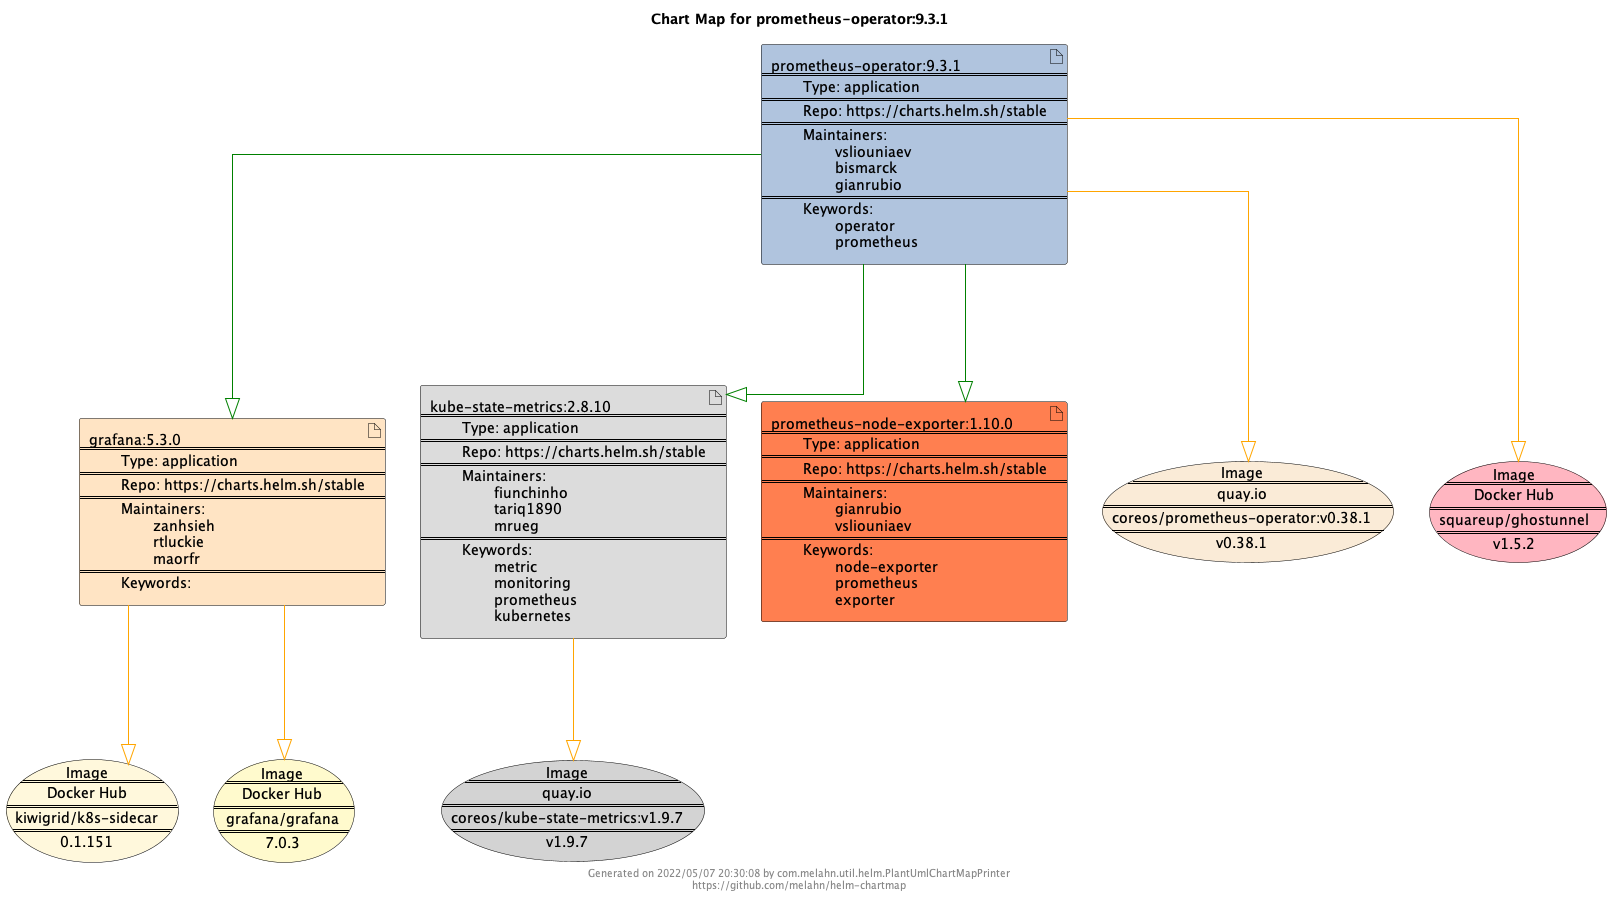 Chart Map for prometheus-operator:9.3.1
prometheus-operator:9.3.1
Type: application
Repo: https://charts.helm.sh/stable
Maintainers:
vsliouniaev
bismarck
gianrubio
Keywords:
operator
prometheus
grafana:5.3.0
Type: application
Repo: https://charts.helm.sh/stable
Maintainers:
zanhsieh
rtluckie
maorfr
Keywords:
kube-state-metrics:2.8.10
Type: application
Repo: https://charts.helm.sh/stable
Maintainers:
fiunchinho
tariq1890
mrueg
Keywords:
metric
monitoring
prometheus
kubernetes
prometheus-node-exporter:1.10.0
Type: application
Repo: https://charts.helm.sh/stable
Maintainers:
gianrubio
vsliouniaev
Keywords:
node-exporter
prometheus
exporter
Image
quay.io
coreos/prometheus-operator:v0.38.1
v0.38.1
Image
Docker Hub
squareup/ghostunnel
v1.5.2
Image
Docker Hub
kiwigrid/k8s-sidecar
0.1.151
Image
Docker Hub
grafana/grafana
7.0.3
Image
quay.io
coreos/kube-state-metrics:v1.9.7
v1.9.7
Generated on 2022/05/07 20:30:08 by com.melahn.util.helm.PlantUmlChartMapPrinter
https://github.com/melahn/helm-chartmap